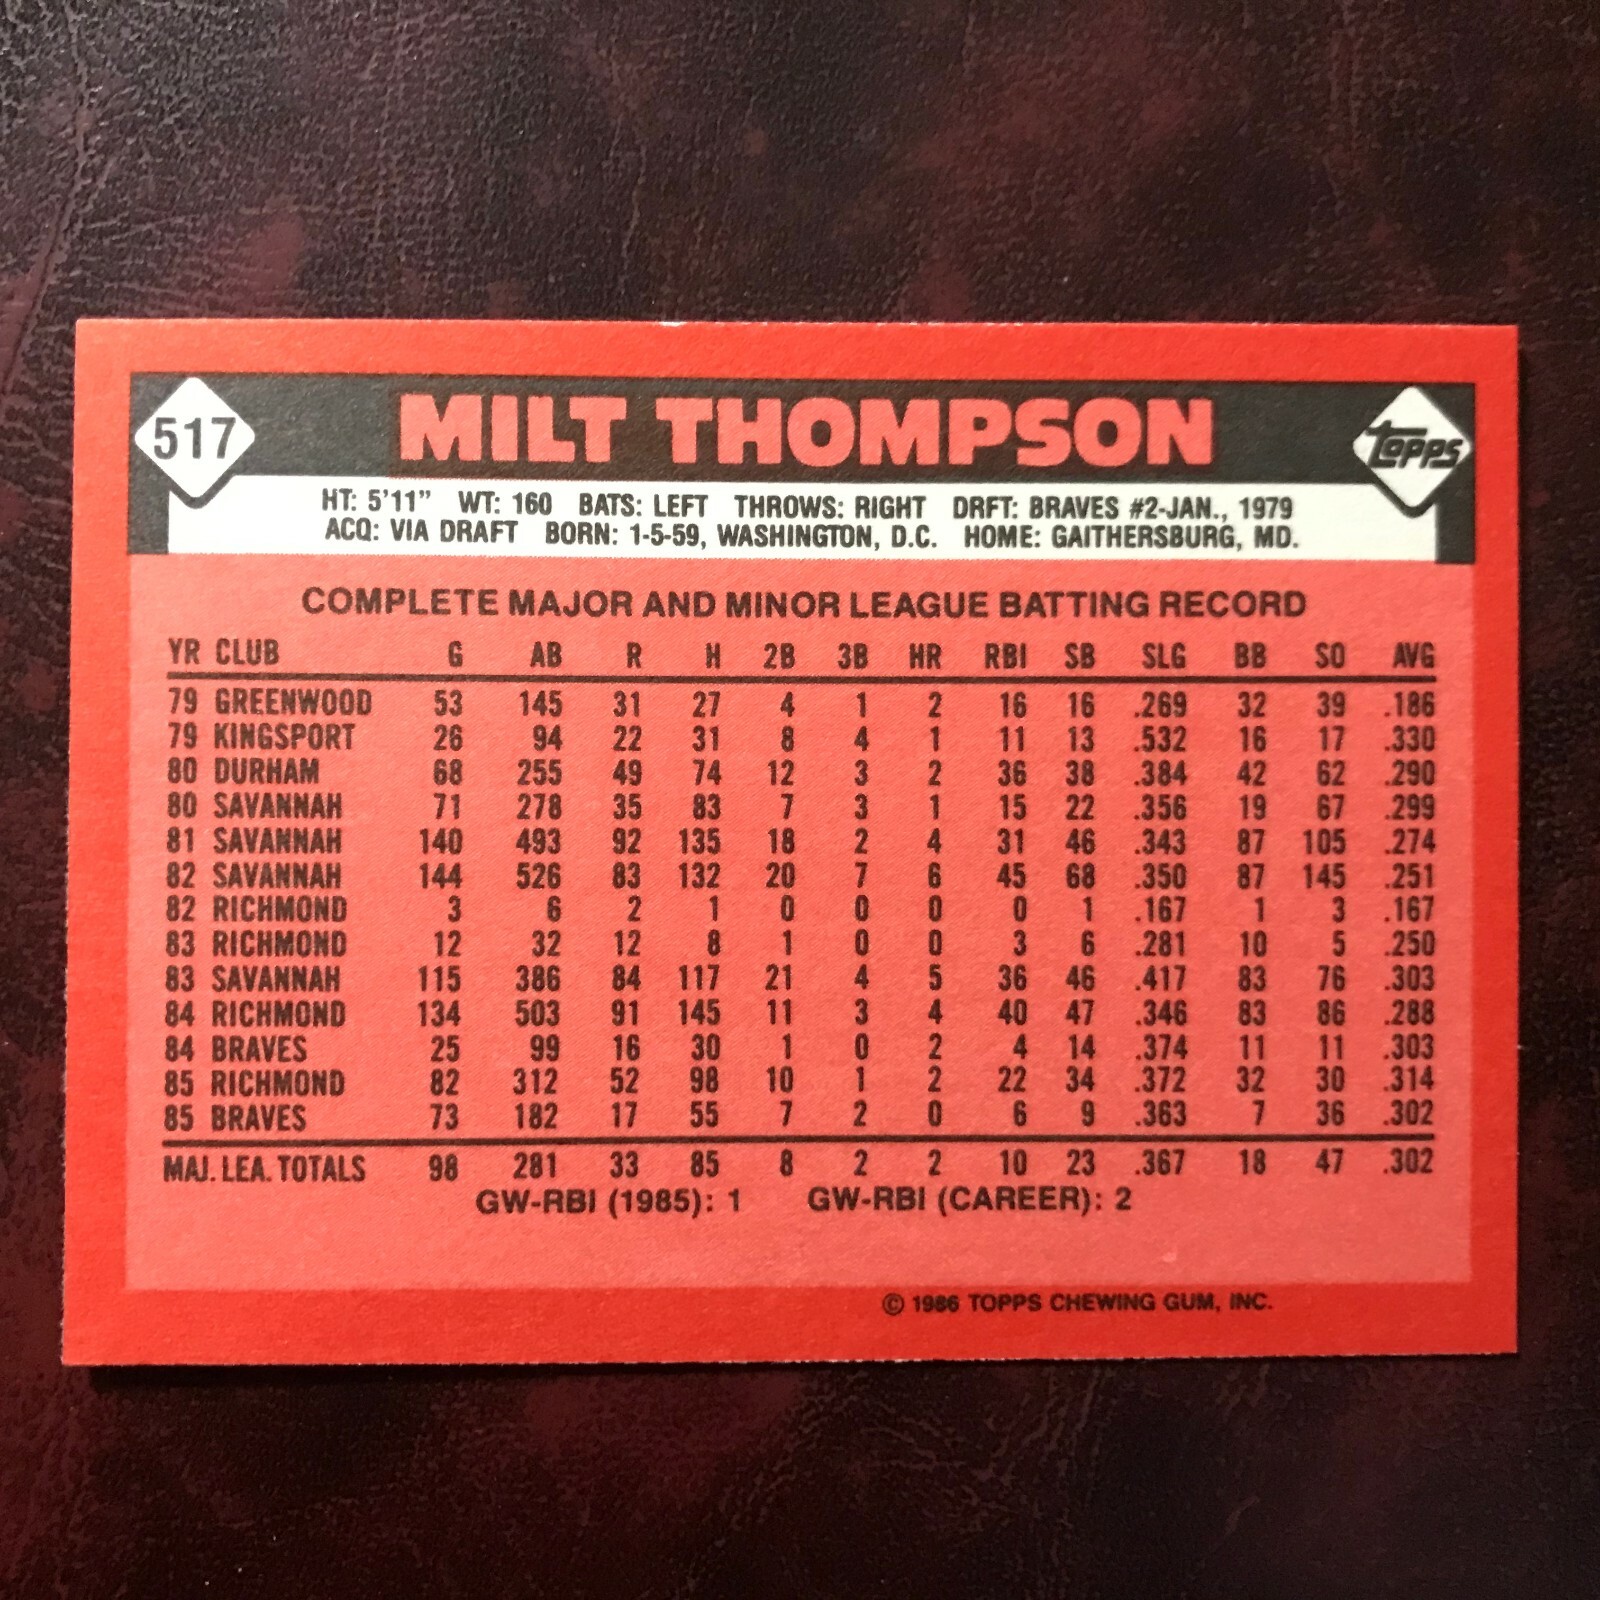 517 MILT THOMPSON Topps
HT: 5'11" WT: 160 BATS: LEFT THROWS: RIGHT DRFT: BRAVES #2-JAN., 1979
ACQ: VIA DRAFT BORN: 1-5-59, WASHINGTON, D.C. HOME: GAITHERSBURG, MD.
COMPLETE MAJOR AND MINOR LEAGUE BATTING RECORD
YR CLUB G AB R H 2B 3B HR RBI SB SLG BB SO AVG
79 GREENWOOD 53 145 31 27 4 1 2 16 16 .269 32 39 .186
79 KINGSPORT 26 94 22 31 8 4 1 11 13 .532 16 17 .330
80 DURHAM 68 255 49 74 12 3 2 36 38 .384 42 62 .290
80 SAVANNAH 71 278 35 83 7 3 1 15 22 .356 19 67 .299
81 SAVANNAH 140 493 92 135 18 2 4 31 46 .343 87 105 .274
82 SAVANNAH 144 526 83 132 20 7 6 45 68 .350 87 145 .251
82 RICHMOND 3 6 2 1 0 0 0 0 1 .167 1 3 .167
83 RICHMOND 12 32 12 8 1 0 0 3 6 .281 10 5 .250
83 SAVANNAH 115 386 84 117 21 4 5 36 46 .417 83 76 .303
84 RICHMOND 134 503 91 145 11 3 4 40 47 .346 83 86 .288
84 BRAVES 25 99 16 30 1 0 2 4 14 .374 11 11 .303
85 RICHMOND 82 312 52 98 10 1 2 22 34 .372 32 30 .314
85 BRAVES 73 182 17 55 7 2 0 6 9 .363 7 36 .302
MAJ. LEA. TOTALS 98 281 33 85 8 2 2 10 23 .367 18 47 .302
GW-RBI (1985): 1 GW-RBI (CAREER): 2
© 1986 TOPPS CHEWING GUM, INC.